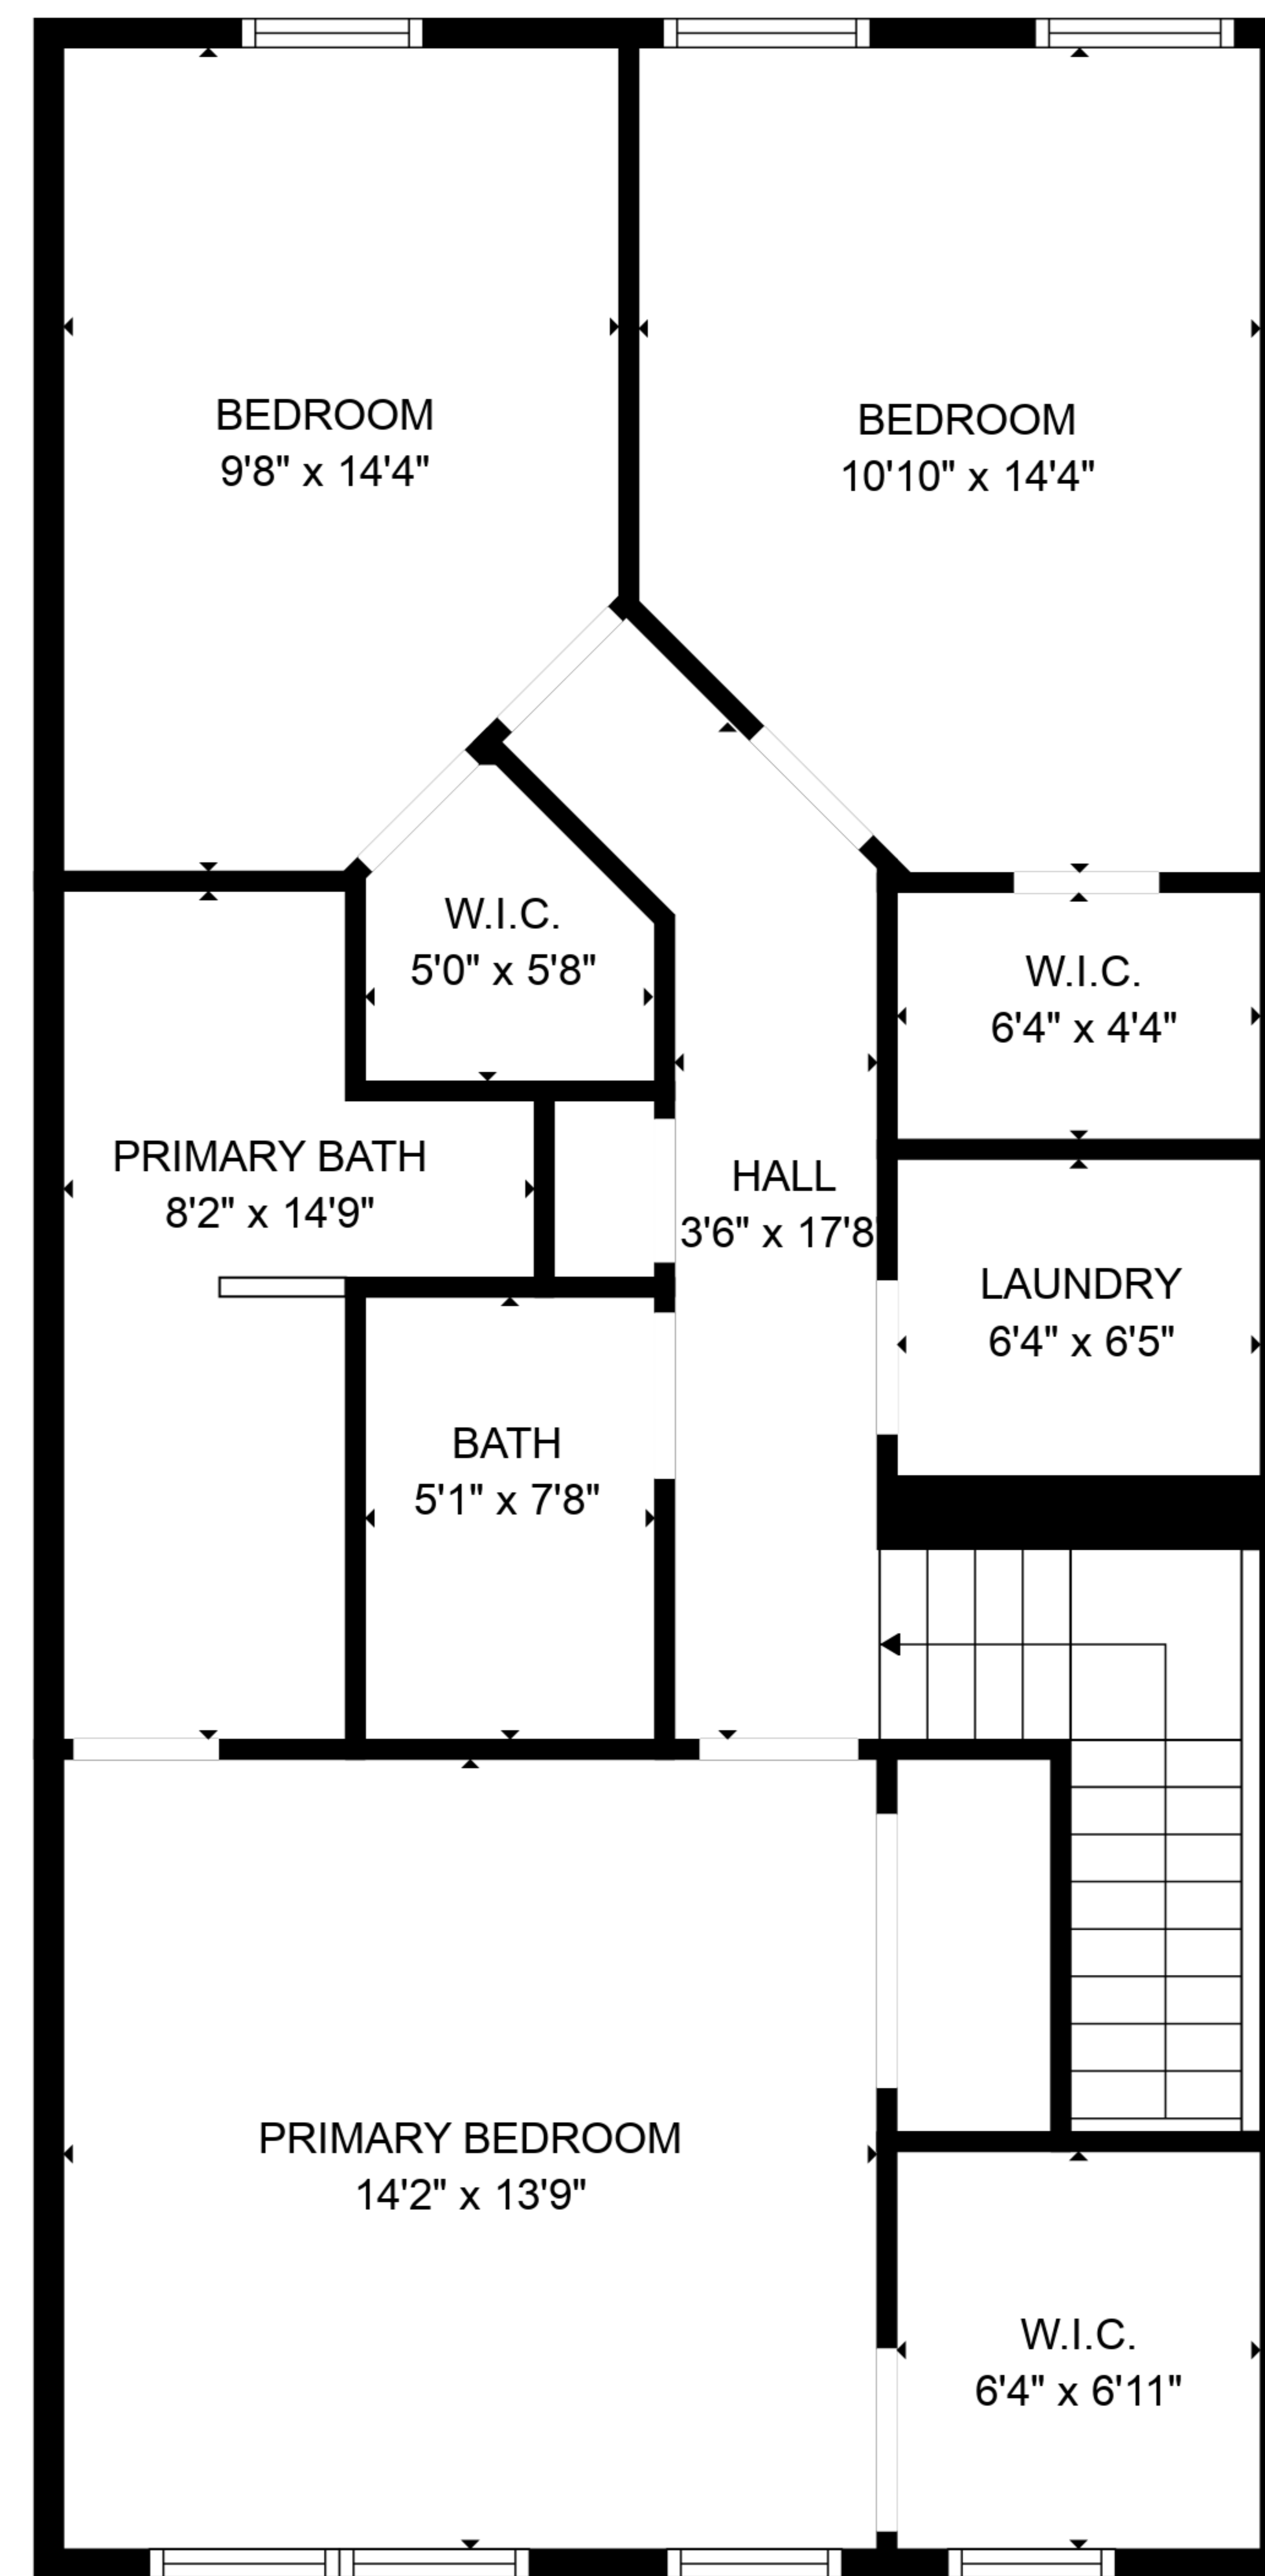 BEDROOM
9'8" x 14'4"
BEDROOM
10'10" x 14'4"
W.I.C.
5'0" x 5'8"
W.I.C.
6'4" x 4'4"
PRIMARY BATH
8'2" x 14'9"
HALL
3'6" x 17'8
LAUNDRY
6'4" x 6'5"
BATH
5'1" x 7'8"
PRIMARY BEDROOM
14'2" x 13'9"
W.I.C.
6'4" x 6'11"